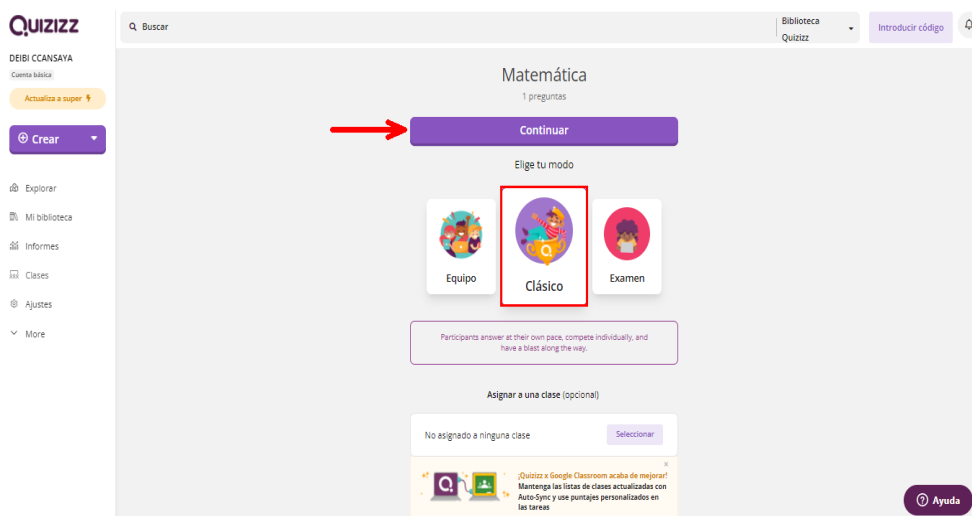 QUIZIZZ
DEIBI CCANSAYA
Cuenta básica
Actualiza a super
Crear
Explorar
Mi biblioteca
Informes
Clases
Ajustes
More
Buscar
Biblioteca
Quizizz
Introducir código
Matemática
1 preguntas
Continuar
Elige tu modo
Equipo
Clásico
Examen
Participants answer at their own pace, compete individually, and
have a blast along the way.
Asignar a una clase (opcional)
No asignado a ninguna clase
Seleccionar
¡Quizizz x Google Classroom acaba de mejorar!
Mantenga las listas de clases actualizadas con
Auto-Sync y use puntajes personalizados en
las tareas
Ayuda